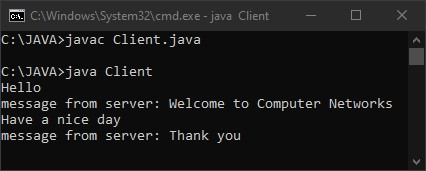 C:\Windows\System32\cmd.exe - java Client
C:\JAVA>javac Client.java
C:\JAVA>java Client
Hello
message from server: Welcome to Computer Networks
Have a nice day
message from server: Thank you